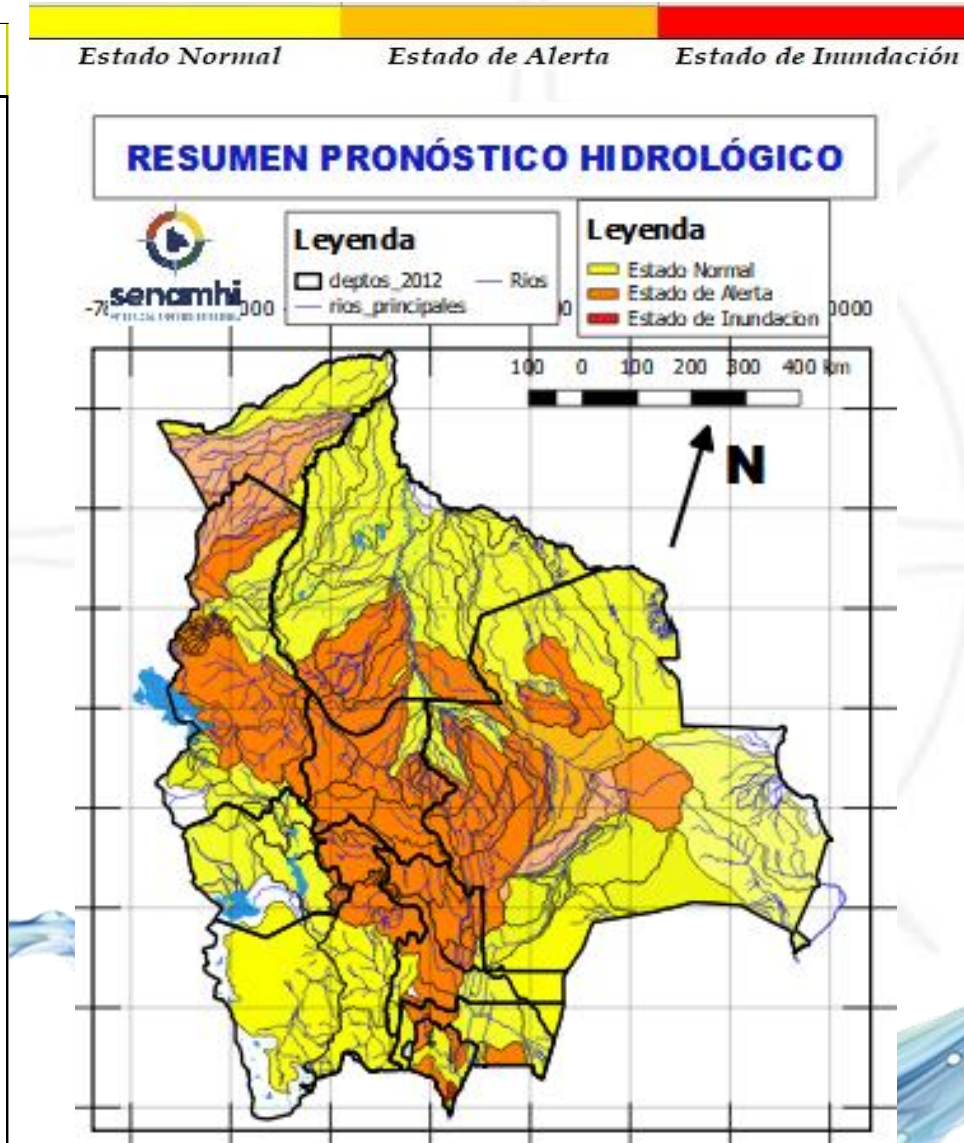 Estado Normal Estado de Alerta Estado de Inundación
RESUMEN PRONÓSTICO HIDROLÓGICO
senamhi
Leyenda
deptos_2012 Rios
rios_principales
Leyenda
Estado Normal
Estado de Alerta
Estado de Inundacion
100 0 100 200 300 400 km
N